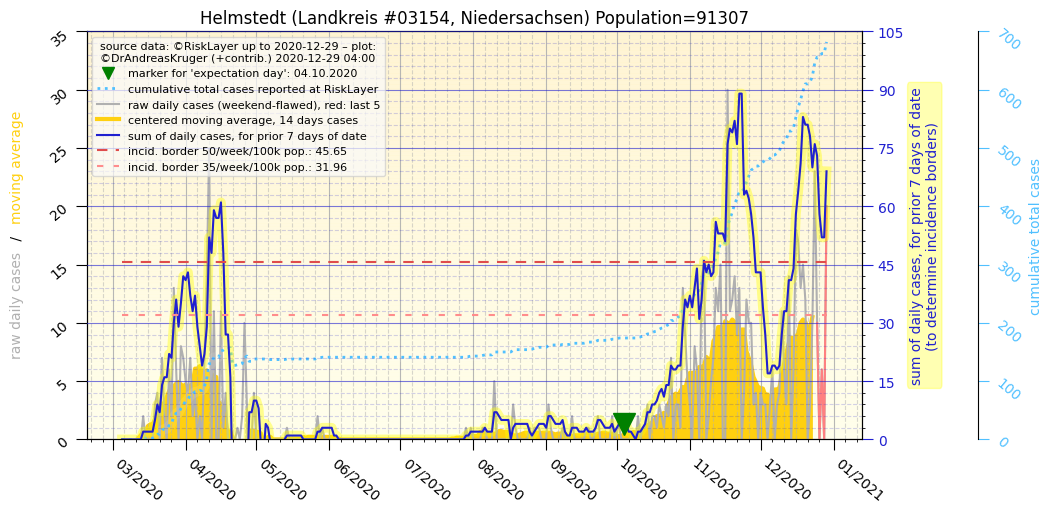 Helmstedt (Landkreis #03154, Niedersachsen) Population=91307
source data: ©RiskLayer up to 2020-12-29 – plot:
©DrAndreasKruger (+contrib.) 2020-12-29 04:00
marker for 'expectation day': 04.10.2020
cumulative total cases reported at RiskLayer
raw daily cases (weekend-flawed), red: last 5
centered moving average, 14 days cases
sum of daily cases, for prior 7 days of date
incid. border 50/week/100k pop.: 45.65
incid. border 35/week/100k pop.: 31.96
raw daily cases / moving average
35
30
25
20
15
10
5
0
03/2020
04/2020
05/2020
06/2020
07/2020
08/2020
09/2020
10/2020
11/2020
12/2020
01/2021
105
90
75
60
45
30
15
0
sum of daily cases, for prior 7 days of date
(to determine incidence borders)
700
600
500
400
300
200
100
0
cumulative total cases